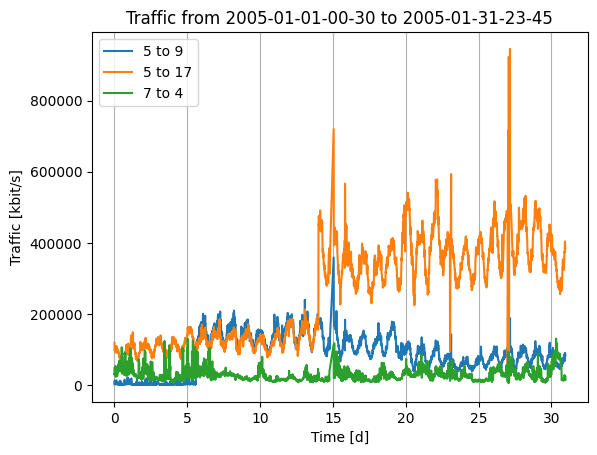 Traffic from 2005-01-01-00-30 to 2005-01-31-23-45
5 to 9
5 to 17
7 to 4
Traffic [kbit/s]
800000
600000
400000
200000
0
0 5 10 15 20 25 30
Time [d]